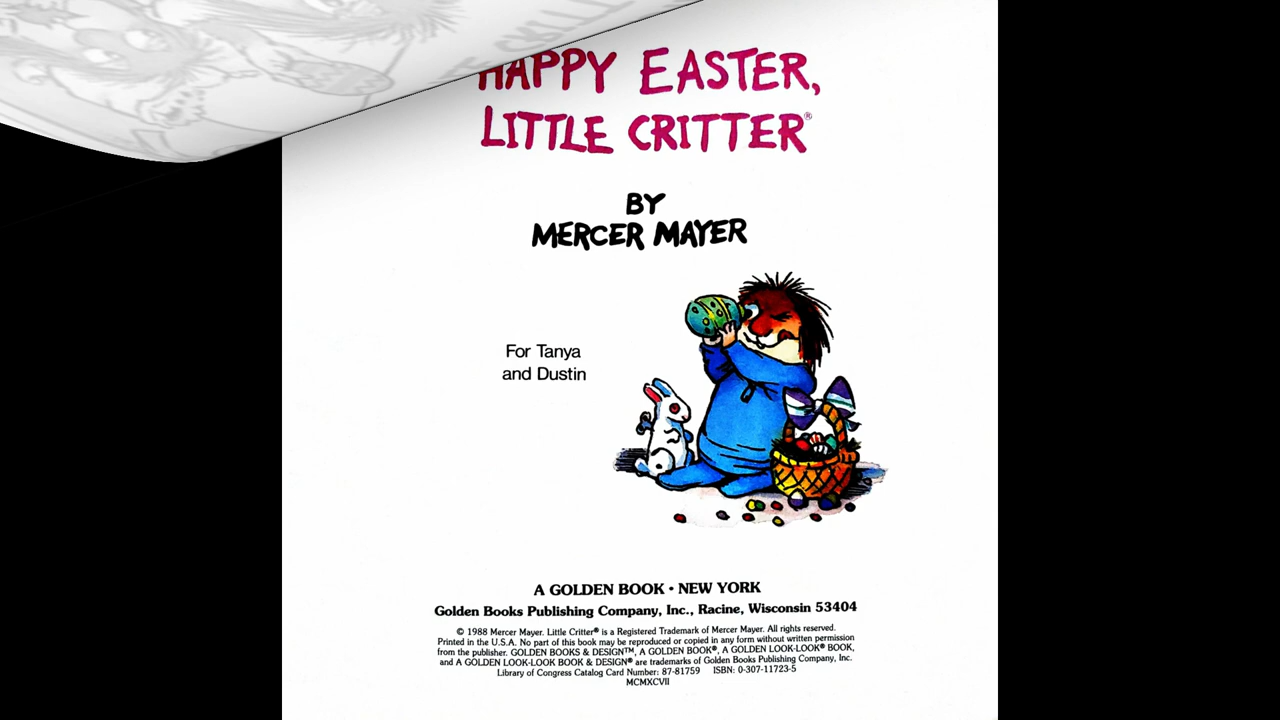 HAPPY EASTER,
LITTLE CRITTER®
BY
MERCER MAYER
For Tanya
and Dustin
A GOLDEN BOOK • NEW YORK
Golden Books Publishing Company, Inc., Racine, Wisconsin 53404
© 1988 Mercer Mayer. Little Critter® is a Registered Trademark of Mercer Mayer. All rights reserved.
Printed in the U.S.A. No part of this book may be reproduced or copied in any form without written permission
from the publisher. GOLDEN BOOKS & DESIGN™, A GOLDEN BOOK®, A GOLDEN LOOK-LOOK® BOOK,
and A GOLDEN LOOK-LOOK BOOK & DESIGN® are trademarks of Golden Books Publishing Company, Inc.
Library of Congress Catalog Card Number: 87-81759 ISBN: 0-307-11723-5
MCMXCVII